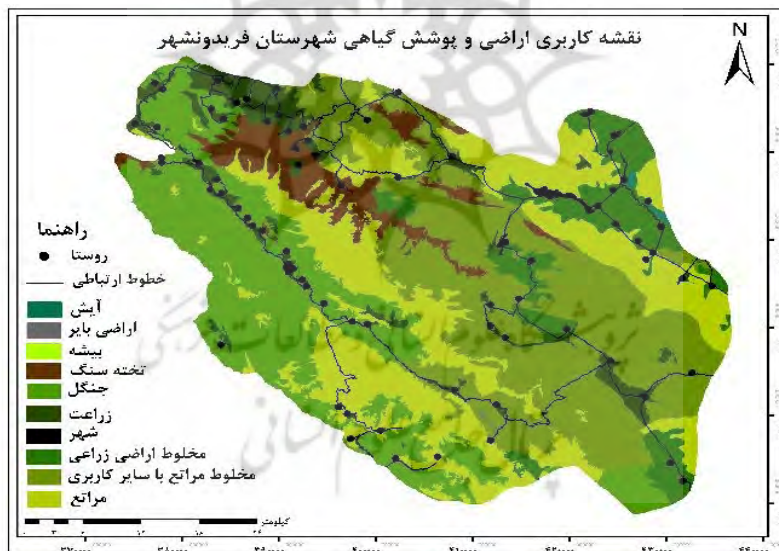 نقشه کاربری اراضی و پوشش گیاهی شهرستان فریدونشهر
N
راهنما
روستا
خطوط ارتباطی
آیش
اراضی بایر
بیشه
تخته سنگ
جنگل
زراعت
شهر
مخلوط اراضی زراعی
مخلوط مراتع با سایر کاربری
مراتع
کیلومتر